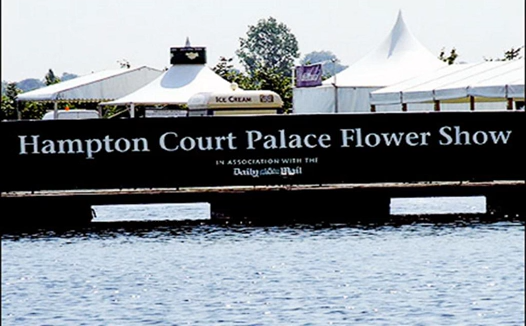 ICE CREAM
Hampton Court Palace Flower Show
IN ASSOCIATION WITH THE
Daily Mail